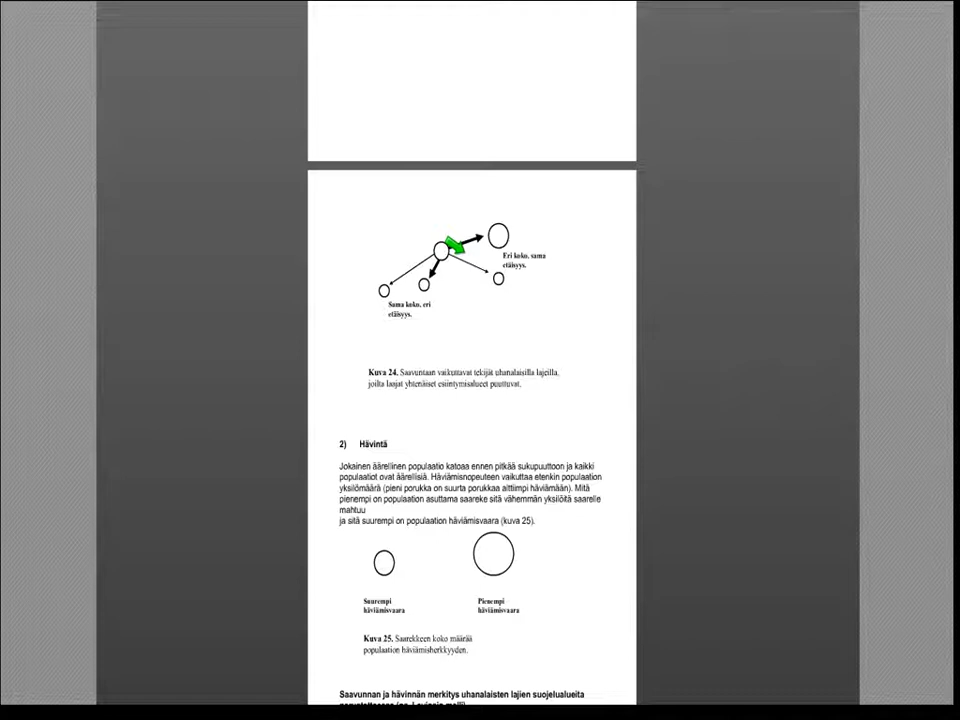 Eri koko, sama
etäisyys.
Sama koko, eri
etäisyys.
Kuva 24. Saavuntaan vaikuttavat tekijät uhanalaisilla lajeilla,
joilta laajat yhtenäiset esiintymisalueet puuttuvat.
2) Hävintä
Jokainen äärellinen populaatio katoaa ennen pitkää sukupuuttoon ja kaikki
populaatiot ovat äärellisiä. Häviämisnopeuteen vaikuttaa etenkin populaation
yksilömäärä (pieni porukka on suurta porukkaa alttiimpi häviämään). Mitä
pienempi on populaation asuttama saareke sitä vähemmän yksilöitä saarelle
mahtuu
ja sitä suurempi on populaation häviämisvaara (kuva 25).
Suurempi
häviämisvaara
Pienempi
häviämisvaara
Kuva 25. Saarekkeen koko määrää
populaation häviämisherkkyyden.
Saavunnan ja hävinnän merkitys uhanalaisten lajien suojelualueita